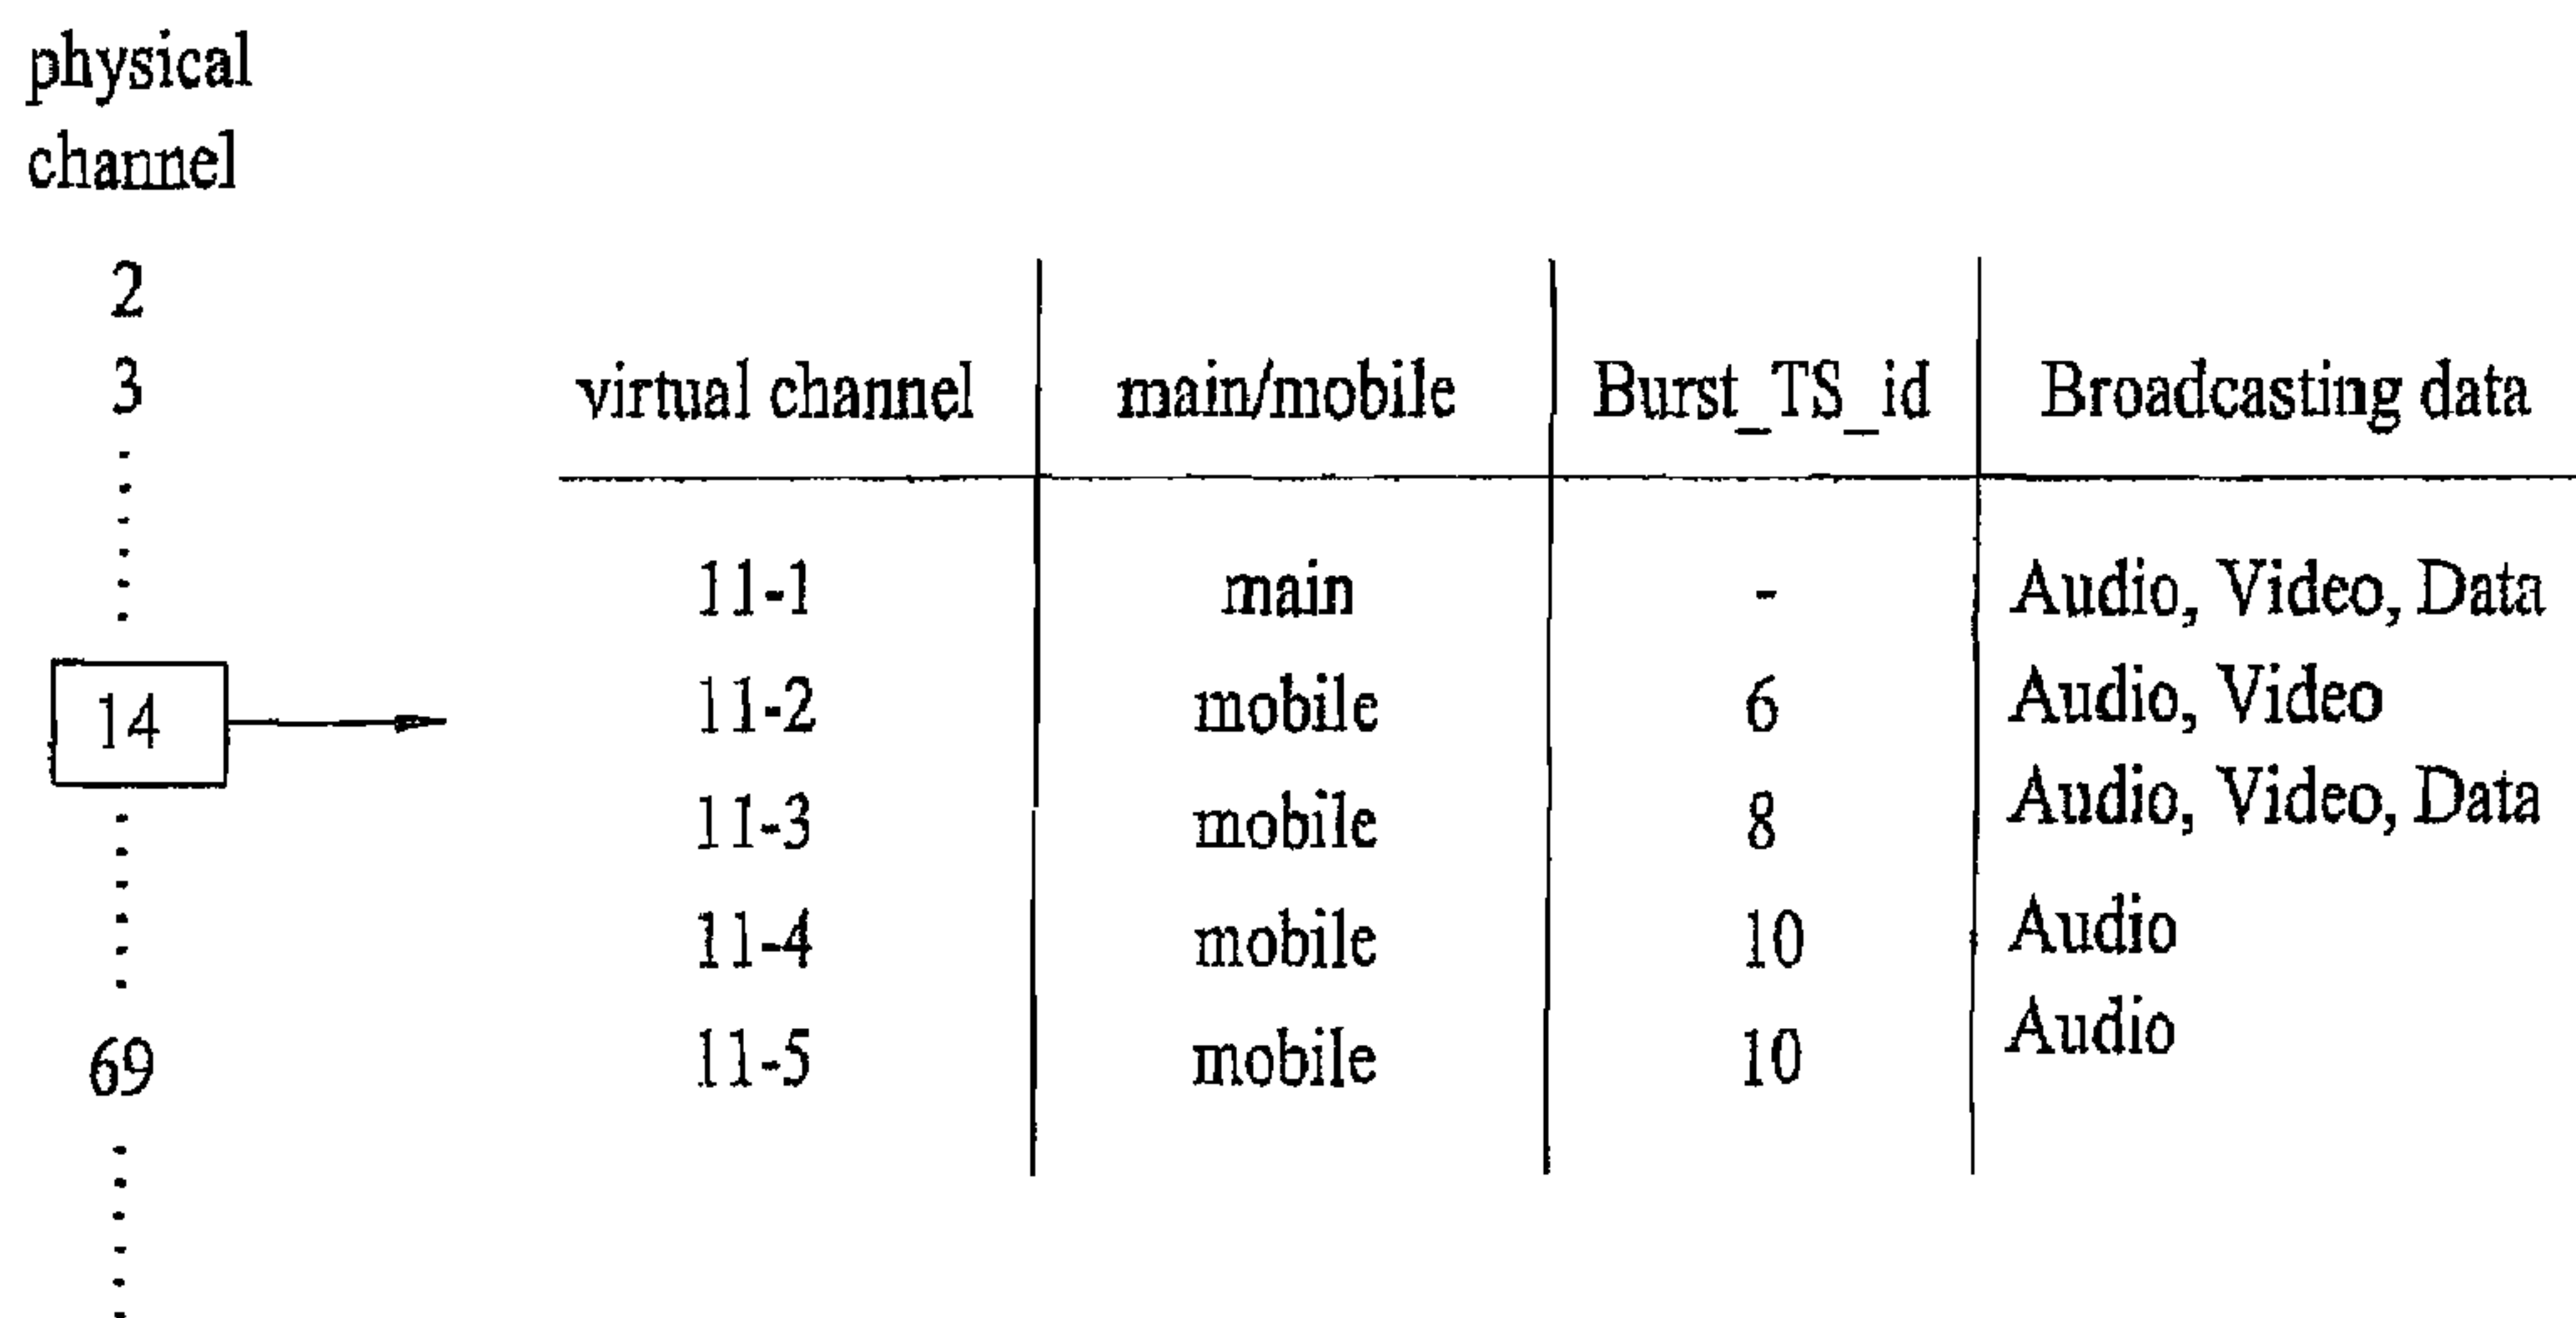 physical
channel
2
3
14
69
virtual channel main/mobile Burst_TS_id Broadcasting data
11-1 main - Audio, Video, Data
11-2 mobile 6 Audio, Video
11-3 mobile 8 Audio, Video, Data
11-4 mobile 10 Audio
11-5 mobile 10 Audio